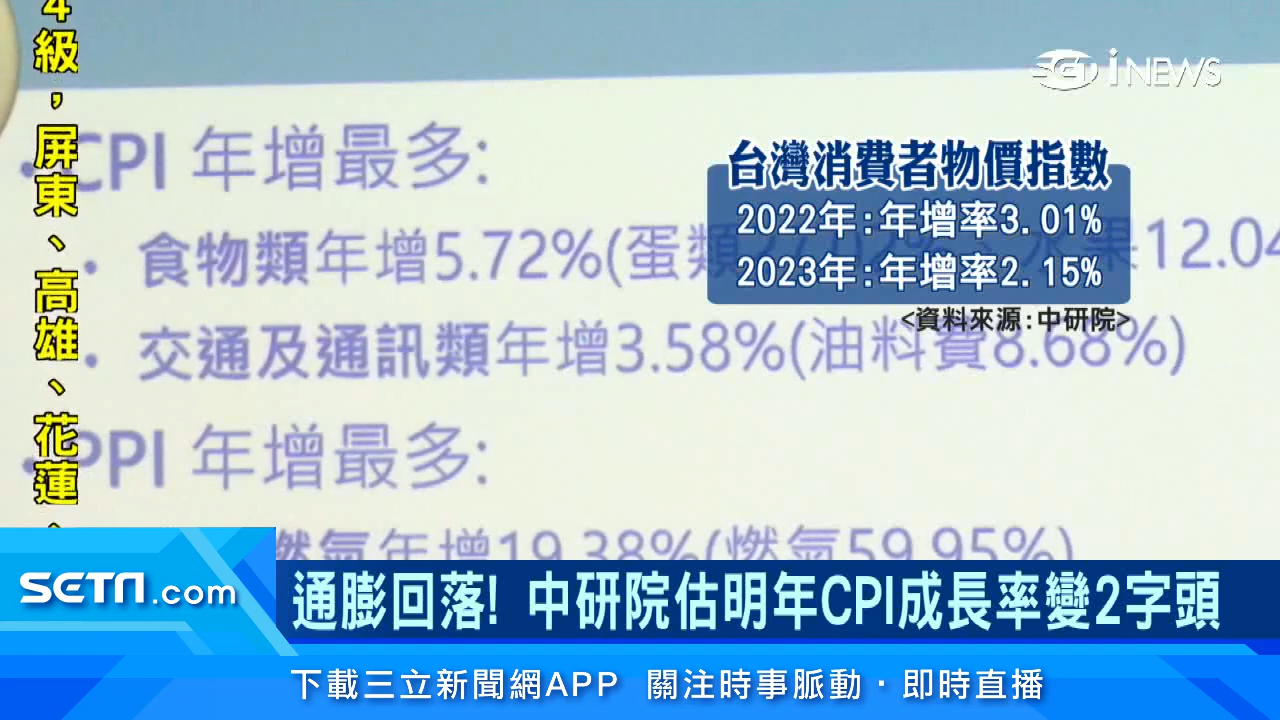 4級，屏東、高雄、花蓮、
SET iNEWS
CPI 年增最多:
台灣消費者物價指數
2022年:年增率3.01%
2023年:年增率2.15%
<資料來源:中研院>
• 食物類年增5.72%(蛋類27.02%、水果12.04
• 交通及通訊類年增3.58%(油料費8.68%)
PPI 年增最多:
燃氣年增19.38%(燃氣59.95%)
SETN.com
通膨回落! 中研院估明年CPI成長率變2字頭
下載三立新聞網APP 關注時事脈動・即時直播